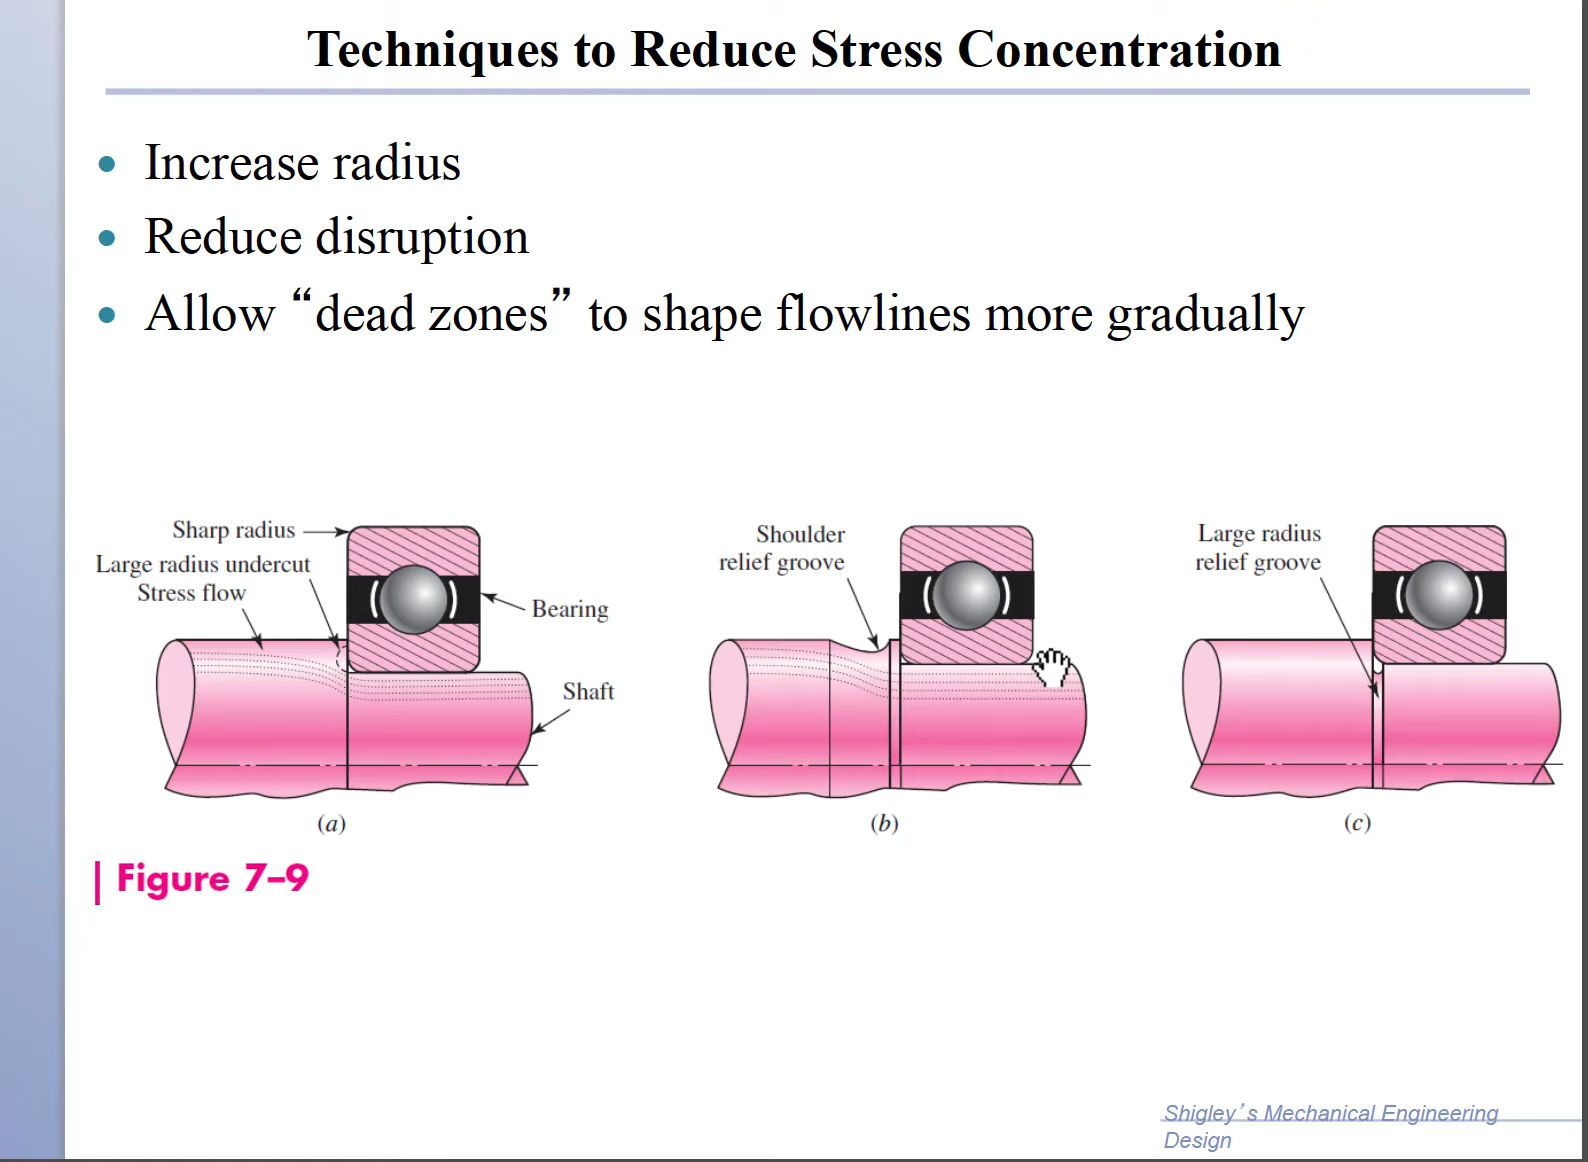 Techniques to Reduce Stress Concentration
• Increase radius
• Reduce disruption
• Allow “dead zones” to shape flowlines more gradually
Sharp radius
Large radius undercut
Stress flow
Bearing
Shaft
(a)
Shoulder
relief groove
(b)
Large radius
relief groove
(c)
Figure 7–9
Shigley’s Mechanical Engineering
Design